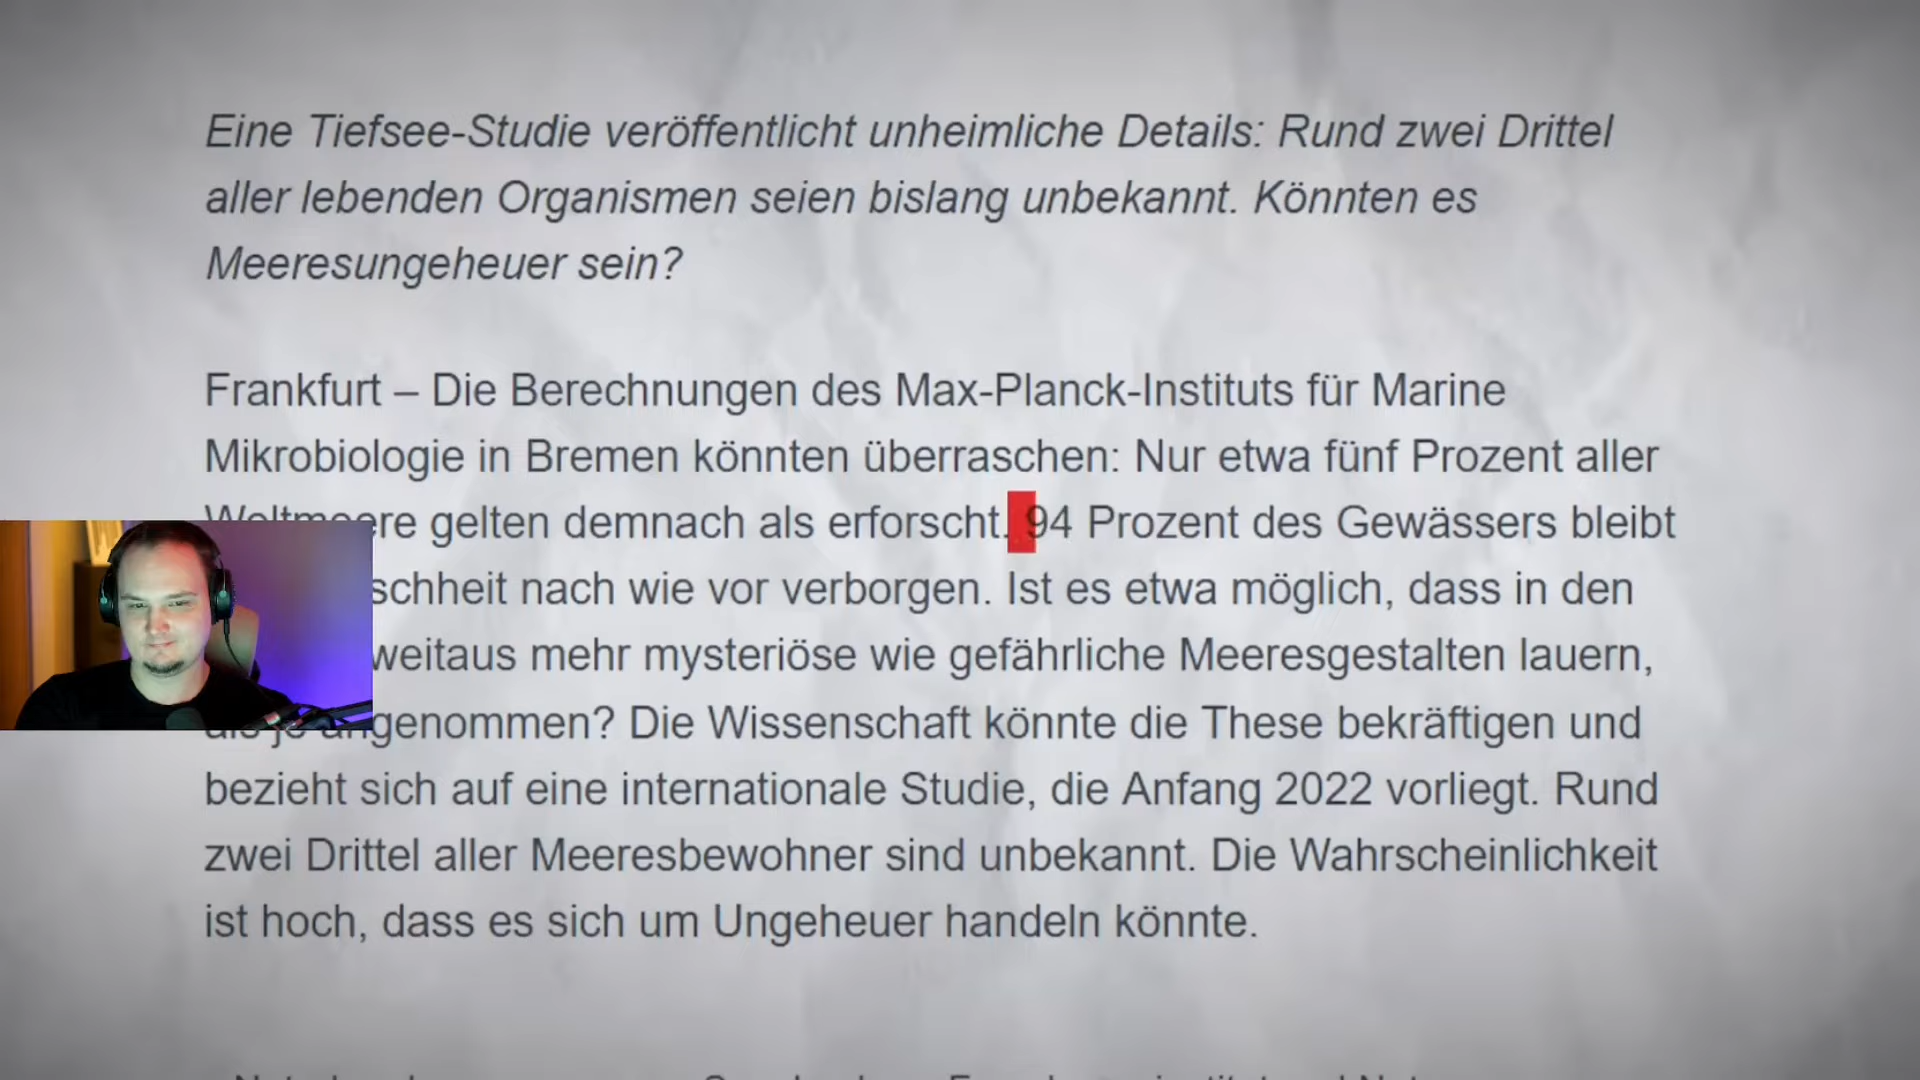 Eine Tiefsee-Studie veröffentlicht unheimliche Details: Rund zwei Drittel
aller lebenden Organismen seien bislang unbekannt. Könnten es
Meeresungeheuer sein?
Frankfurt – Die Berechnungen des Max-Planck-Instituts für Marine
Mikrobiologie in Bremen könnten überraschen: Nur etwa fünf Prozent aller
Weltmeere gelten demnach als erforscht. 94 Prozent des Gewässers bleibt
nach wie vor verborgen. Ist es etwa möglich, dass in den
weitaus mehr mysteriöse wie gefährliche Meeresgestalten lauern,
als je angenommen? Die Wissenschaft könnte die These bekräftigen und
bezieht sich auf eine internationale Studie, die Anfang 2022 vorliegt. Rund
zwei Drittel aller Meeresbewohner sind unbekannt. Die Wahrscheinlichkeit
ist hoch, dass es sich um Ungeheuer handeln könnte.